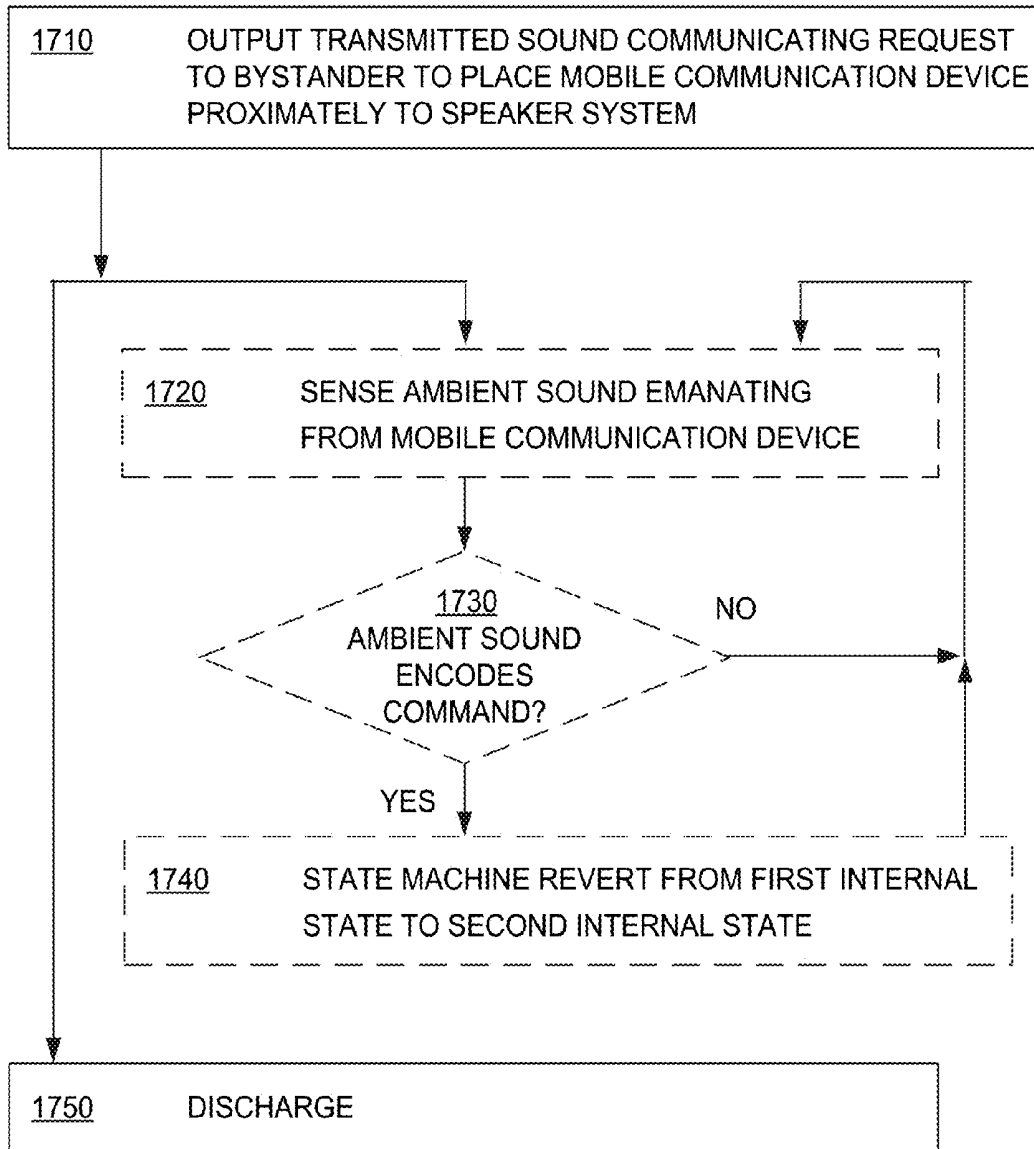 1710 OUTPUT TRANSMITTED SOUND COMMUNICATING REQUEST
TO BYSTANDER TO PLACE MOBILE COMMUNICATION DEVICE
PROXIMATELY TO SPEAKER SYSTEM
1720 SENSE AMBIENT SOUND EMANATING
FROM MOBILE COMMUNICATION DEVICE
1730
AMBIENT SOUND
ENCODES
COMMAND?
NO
YES
1740 STATE MACHINE REVERT FROM FIRST INTERNAL
STATE TO SECOND INTERNAL STATE
1750 DISCHARGE